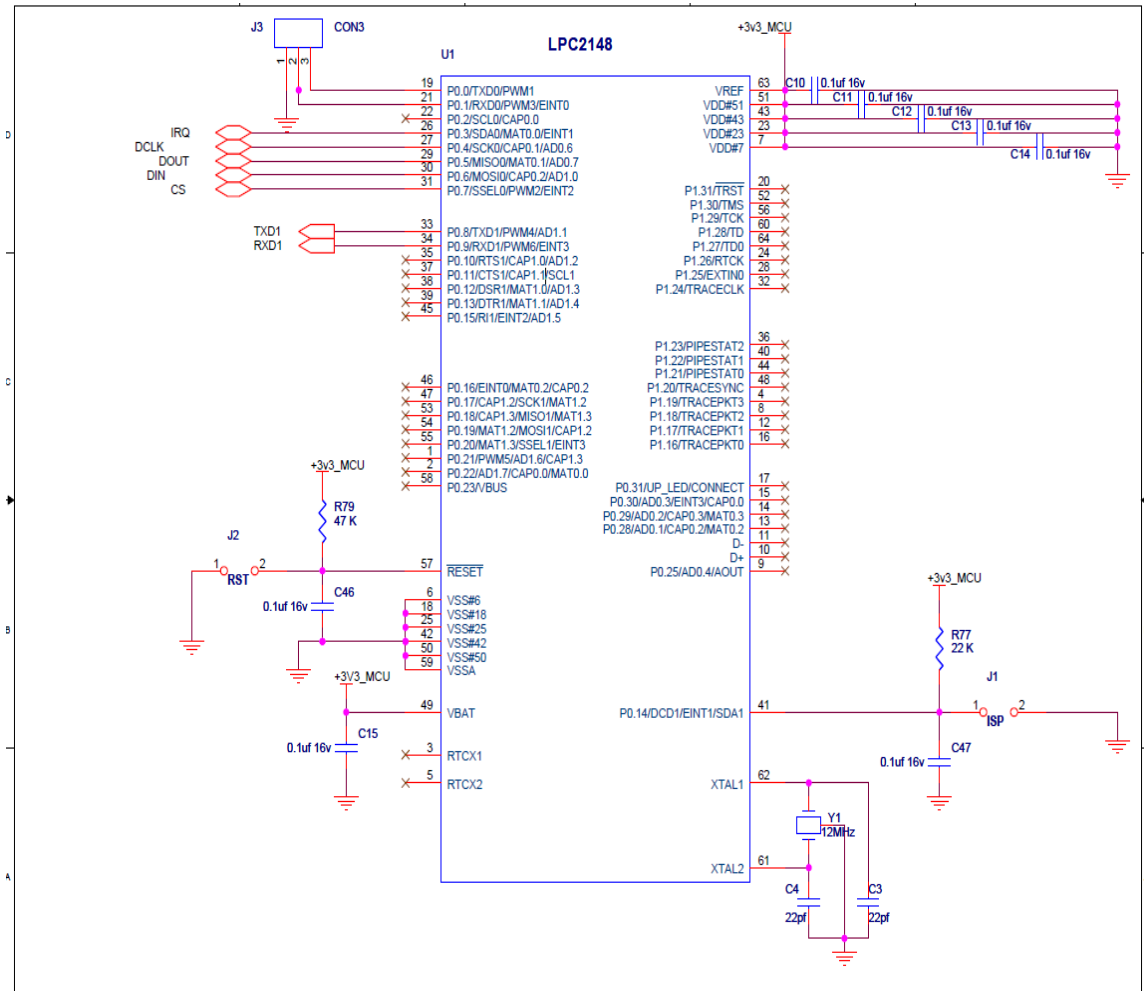 J3
CON3
1
2
3
LPC2148
U1
+3v3_MCU
19
P0.0/TXD0/PWM1
21
P0.1/RXD0/PWM3/EINT0
22
P0.2/SCL0/CAP0.0
IRQ
26
P0.3/SDA0/MAT0.0/EINT1
DCLK
27
P0.4/SCK0/CAP0.1/AD0.6
DOUT
29
P0.5/MISO0/MAT0.1/AD0.7
DIN
30
P0.6/MOSI0/CAP0.2/AD1.0
CS
31
P0.7/SSEL0/PWM2/EINT2
TXD1
33
P0.8/TXD1/PWM4/AD1.1
RXD1
34
P0.9/RXD1/PWM6/EINT3
35
P0.10/RTS1/CAP1.0/AD1.2
37
P0.11/CTS1/CAP1.1/SCL1
38
P0.12/DSR1/MAT1.0/AD1.3
39
P0.13/DTR1/MAT1.1/AD1.4
45
P0.15/RI1/EINT2/AD1.5
46
P0.16/EINT0/MAT0.2/CAP0.2
47
P0.17/CAP1.2/SCK1/MAT1.2
53
P0.18/CAP1.3/MISO1/MAT1.3
54
P0.19/MAT1.2/MOSI1/CAP1.2
55
P0.20/MAT1.3/SSEL1/EINT3
1
P0.21/PWM5/AD1.6/CAP1.3
2
P0.22/AD1.7/CAP0.0/MAT0.0
58
P0.23/VBUS
+3v3_MCU
R79
47 K
J2
1
2
RST
57
RESET
C46
0.1uf 16v
6
VSS#6
18
VSS#18
25
VSS#25
42
VSS#42
50
VSS#50
59
VSSA
+3V3_MCU
49
VBAT
C15
0.1uf 16v
3
RTCX1
5
RTCX2
VREF
63
C10
0.1uf 16v
VDD#51
51
C11
0.1uf 16v
VDD#43
43
C12
0.1uf 16v
VDD#23
23
C13
0.1uf 16v
VDD#7
7
C14
0.1uf 16v
P1.31/TRST
20
P1.30/TMS
52
P1.29/TCK
56
P1.28/TD
60
P1.27/TD0
64
P1.26/RTCK
24
P1.25/EXTIN0
28
P1.24/TRACECLK
32
P1.23/PIPESTAT2
36
P1.22/PIPESTAT1
40
P1.21/PIPESTAT0
44
P1.20/TRACESYNC
48
P1.19/TRACEPKT3
4
P1.18/TRACEPKT2
8
P1.17/TRACEPKT1
12
P1.16/TRACEPKT0
16
P0.31/UP_LED/CONNECT
17
P0.30/AD0.3/EINT3/CAP0.0
15
P0.29/AD0.2/CAP0.3/MAT0.3
14
P0.28/AD0.1/CAP0.2/MAT0.2
13
D-
11
D+
10
P0.25/AD0.4/AOUT
9
+3v3_MCU
R77
22 K
J1
1
2
ISP
P0.14/DCD1/EINT1/SDA1
41
C47
0.1uf 16v
XTAL1
62
Y1
12MHz
XTAL2
61
C4
22pf
C3
22pf
D
C
B
A